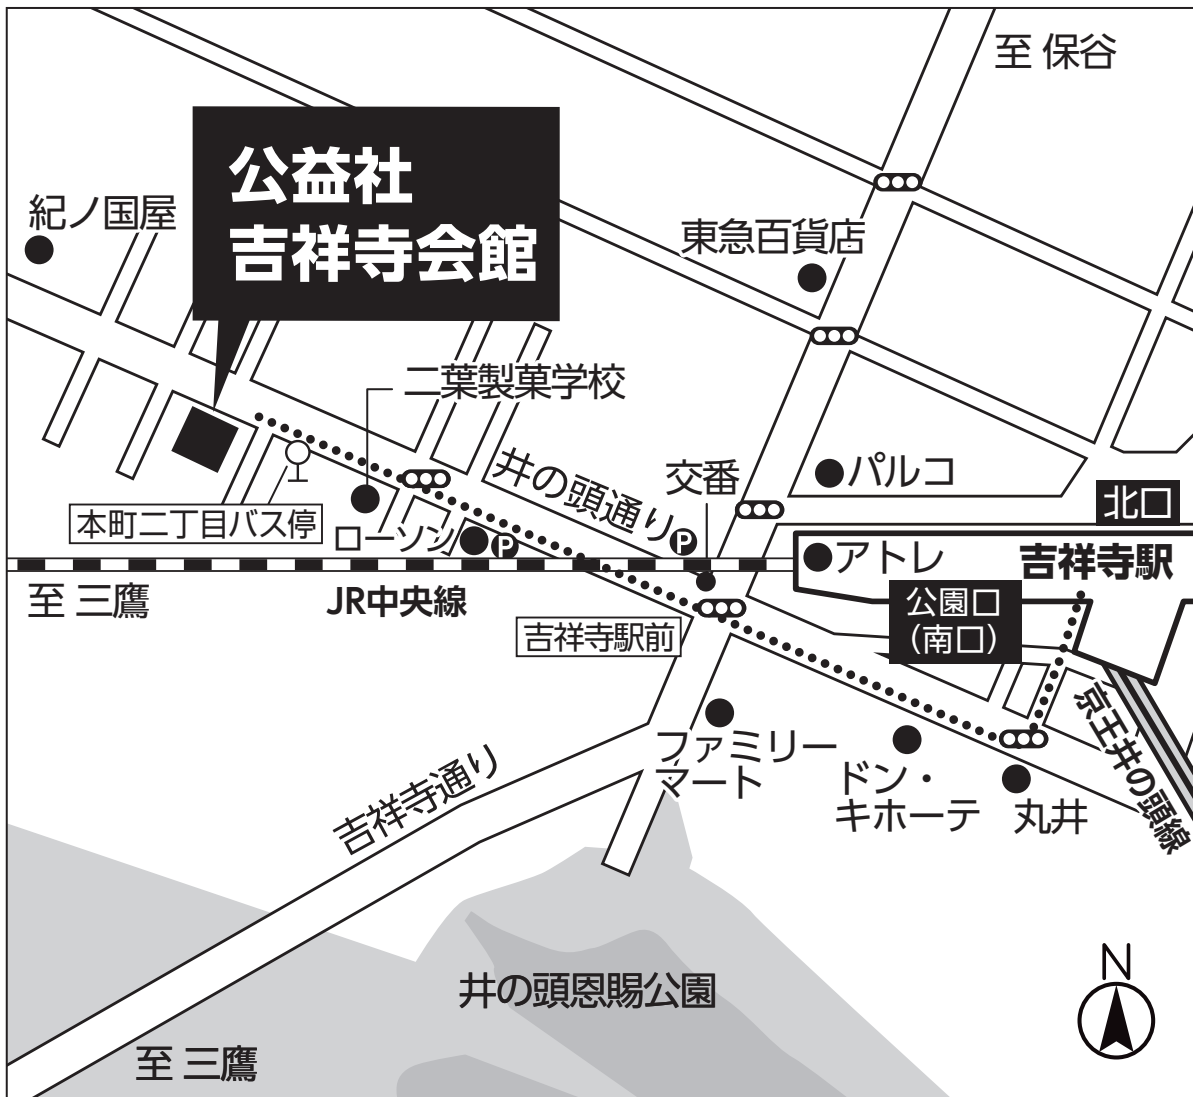 至 保谷
公益社
吉祥寺会館
紀ノ国屋
東急百貨店
二葉製菓学校
井の頭通り
交番
パルコ
北口
本町二丁目バス停
ローソン
P
P
アトレ
吉祥寺駅
至 三鷹
JR中央線
公園口
(南口)
吉祥寺駅前
京王井の頭線
ファミリー
マート
ドン・
キホーテ
丸井
吉祥寺通り
井の頭恩賜公園
N
至 三鷹